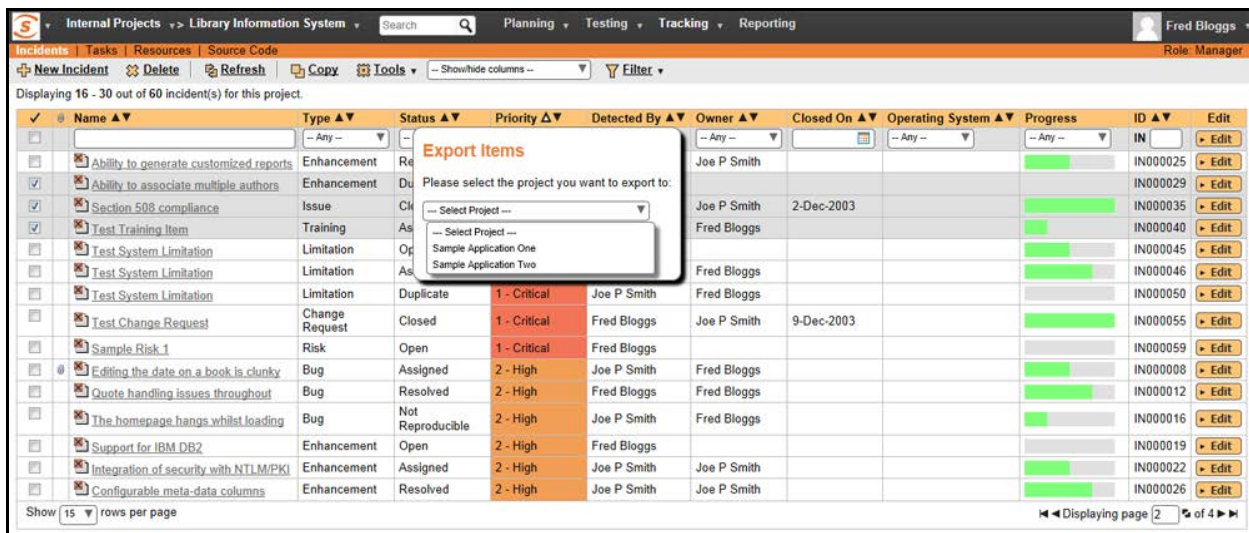 S Internal Projects > Library Information System Search Planning Testing Tracking Reporting Fred Bloggs
Incidents | Tasks | Resources | Source Code Role: Manager
New Incident Delete Refresh Copy Tools -- Show/hide columns -- Filter
Displaying 16 - 30 out of 60 incident(s) for this project.
Name Type Status Priority Detected By Owner Closed On Operating System Progress ID Edit
-- Any -- -- Any -- -- Any -- -- Any -- IN Edit
Ability to generate customized reports Enhancement Re Joe P Smith IN000025 Edit
Ability to associate multiple authors Enhancement Du IN000029 Edit
Section 508 compliance Issue Clo Joe P Smith 2-Dec-2003 IN000035 Edit
Test Training Item Training As Fred Bloggs IN000040 Edit
Test System Limitation Limitation Op IN000045 Edit
Test System Limitation Limitation As Fred Bloggs IN000046 Edit
Export Items
Please select the project you want to export to:
--- Select Project ---
--- Select Project ---
Sample Application One
Sample Application Two
Test System Limitation Limitation Duplicate 1 - Critical Joe P Smith Fred Bloggs IN000050 Edit
Test Change Request Change Request Closed 1 - Critical Fred Bloggs Joe P Smith 9-Dec-2003 IN000055 Edit
Sample Risk 1 Risk Open 1 - Critical Fred Bloggs IN000059 Edit
Editing the date on a book is clunky Bug Assigned 2 - High Fred Bloggs Fred Bloggs IN000008 Edit
Quote handling issues throughout Bug Resolved 2 - High Fred Bloggs Fred Bloggs IN000012 Edit
The homepage hangs whilst loading Bug Not Reproducible 2 - High Joe P Smith Fred Bloggs IN000016 Edit
Support for IBM DB2 Enhancement Open 2 - High Fred Bloggs IN000019 Edit
Integration of security with NTLM/PKI Enhancement Assigned 2 - High Joe P Smith Joe P Smith IN000022 Edit
Configurable meta-data columns Enhancement Resolved 2 - High Joe P Smith Joe P Smith IN000026 Edit
Show 15 rows per page Displaying page 2 of 4